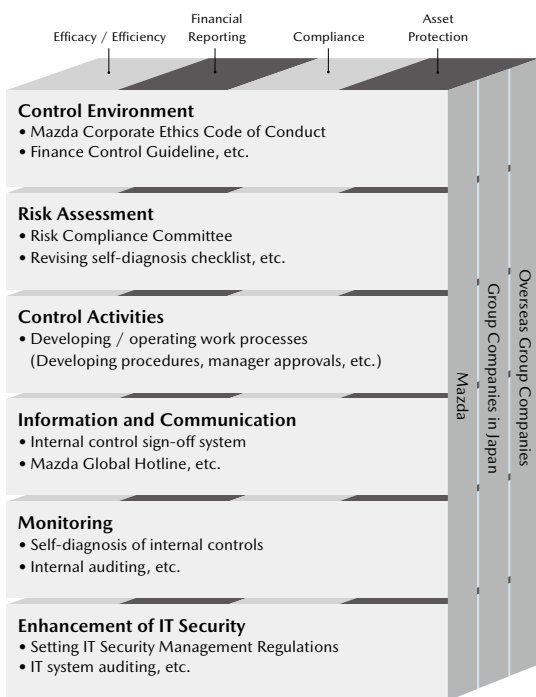 Efficacy / Efficiency
Financial
Reporting
Compliance
Asset
Protection
Control Environment
• Mazda Corporate Ethics Code of Conduct
• Finance Control Guideline, etc.
Risk Assessment
• Risk Compliance Committee
• Revising self-diagnosis checklist, etc.
Control Activities
• Developing / operating work processes
(Developing procedures, manager approvals, etc.)
Information and Communication
• Internal control sign-off system
• Mazda Global Hotline, etc.
Monitoring
• Self-diagnosis of internal controls
• Internal auditing, etc.
Enhancement of IT Security
• Setting IT Security Management Regulations
• IT system auditing, etc.
Mazda
Group Companies in Japan
Overseas Group Companies